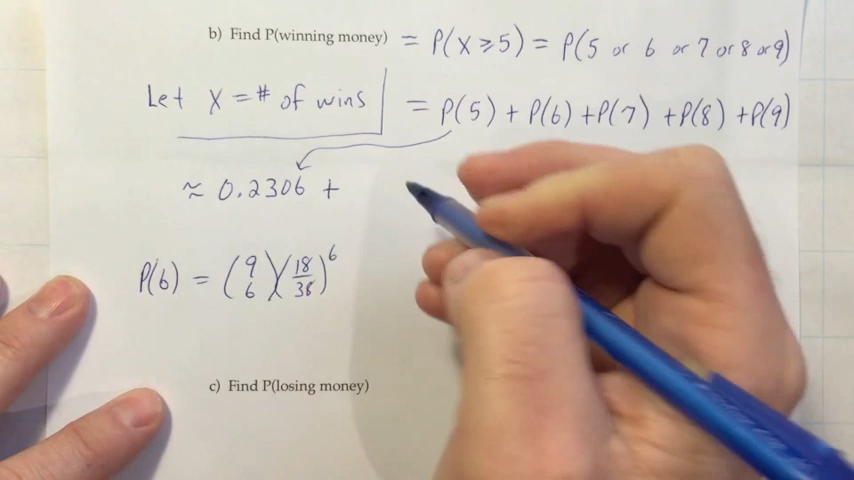 b) Find P(winning money) = P(X ≥ 5) = P(5 or 6 or 7 or 8 or 9)
Let X = # of wins = P(5) + P(6) + P(7) + P(8) + P(9)
≈ 0.2306 +
P(6) = (9 6)(18/38)^6
c) Find P(losing money)